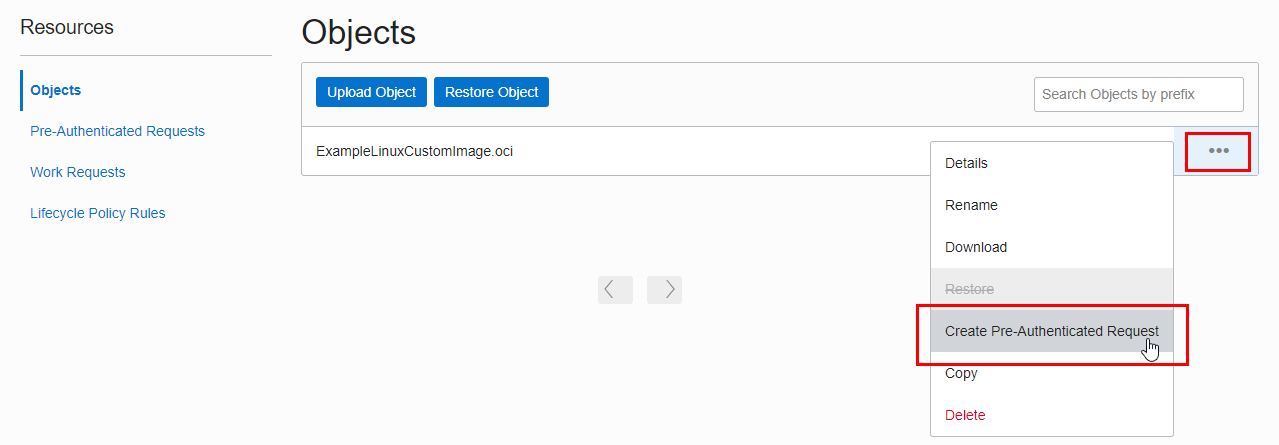 Resources
Objects
Pre-Authenticated Requests
Work Requests
Lifecycle Policy Rules
Objects
Upload Object
Restore Object
Search Objects by prefix
ExampleLinuxCustomImage.oci
Details
Rename
Download
Restore
Create Pre-Authenticated Request
Copy
Delete